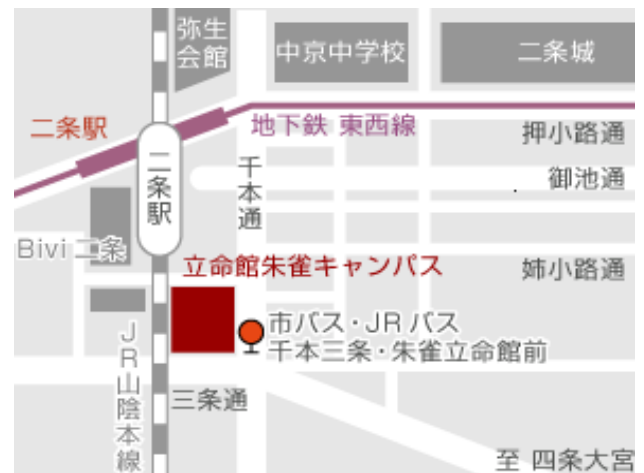 弥生
会館
中京中学校
二条城
二条駅
地下鉄 東西線
押小路通
二条駅
千本通
御池通
Bivi 二条
立命館朱雀キャンパス
姉小路通
市バス・JRバス
千本三条・朱雀立命館前
JR山陰本線
三条通
至 四条大宮